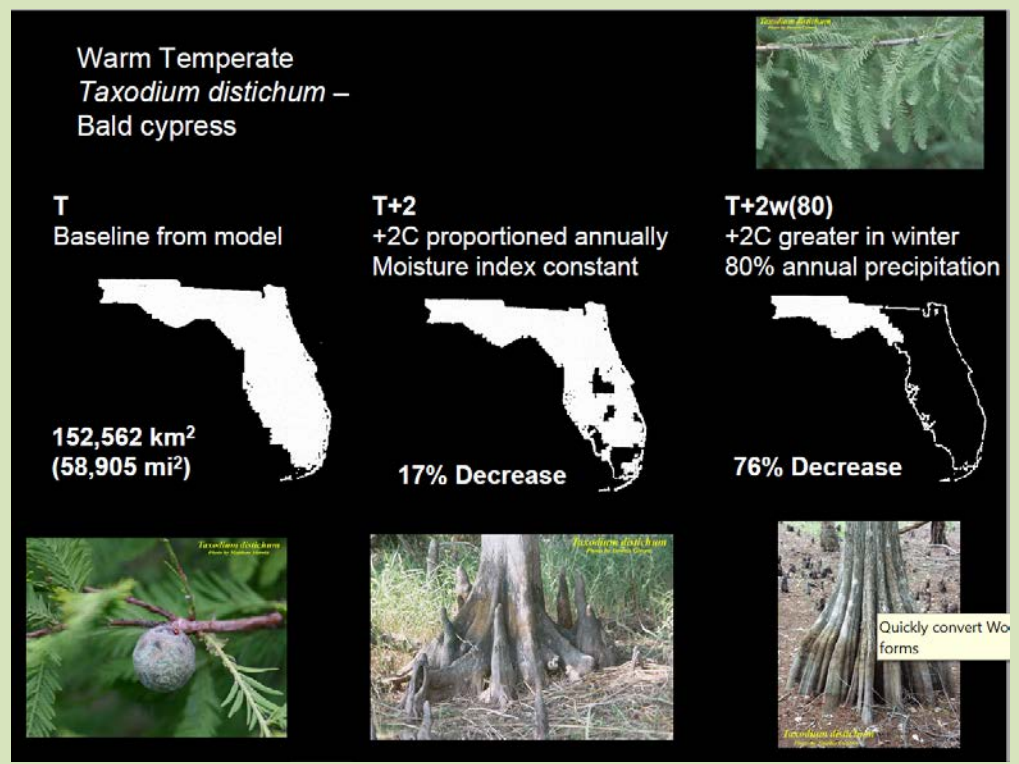 Warm Temperate
Taxodium distichum –
Bald cypress
Taxodium distichum
T
Baseline from model
T+2
+2C proportioned annually
Moisture index constant
T+2w(80)
+2C greater in winter
80% annual precipitation
152,562 km²
(58,905 mi²)
17% Decrease
76% Decrease
Taxodium distichum
Taxodium distichum
Quickly convert Wo
forms
Taxodium distichum